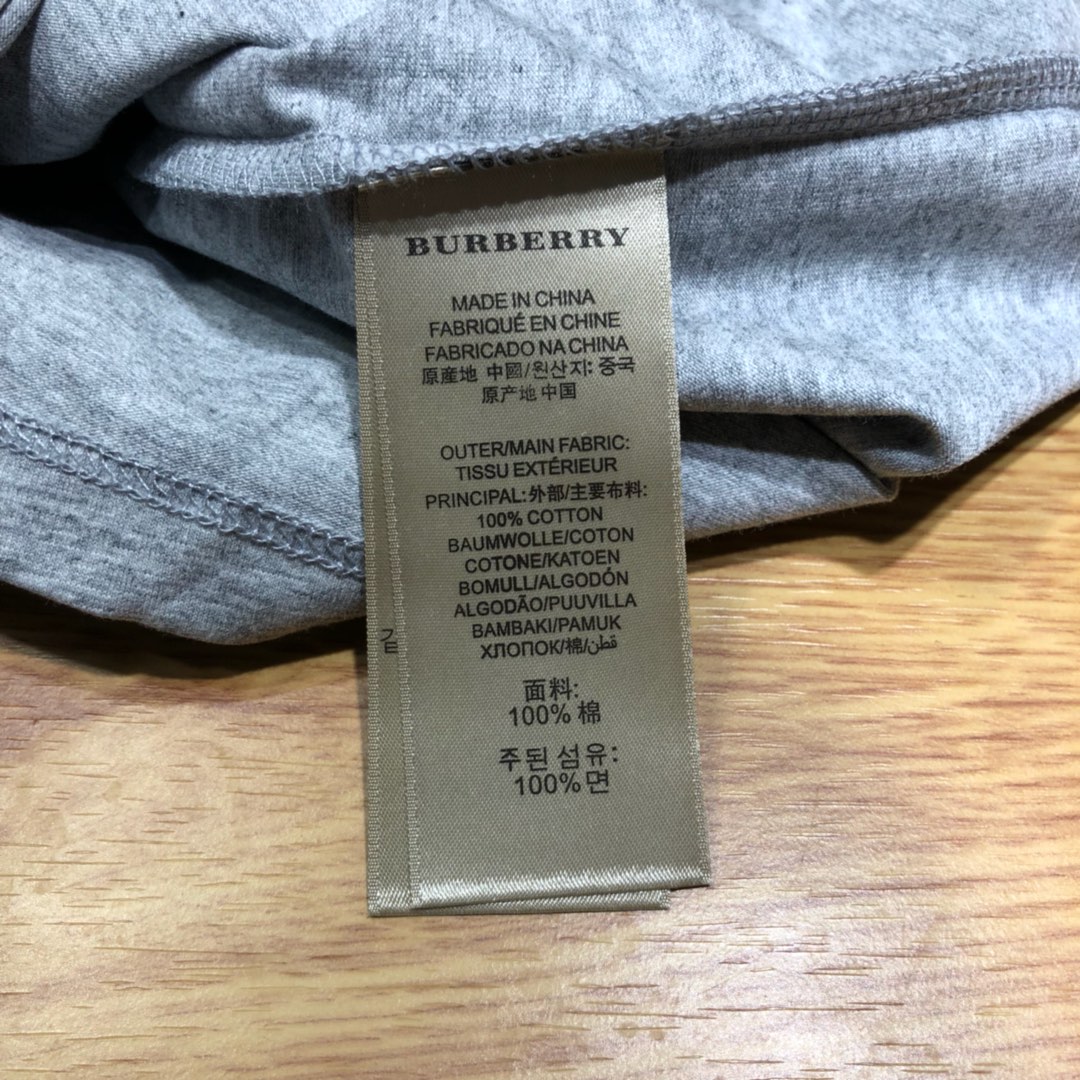 BURBERRY
MADE IN CHINA
FABRIQUÉ EN CHINE
FABRICADO NA CHINA
原産地 中國/원산지: 중국
原产地 中国
OUTER/MAIN FABRIC:
TISSU EXTÉRIEUR
PRINCIPAL:外部/主要布料:
100% COTTON
BAUMWOLLE/COTON
COTONE/KATOEN
BOMULL/ALGODÓN
ALGODÃO/PUUVILLA
BAMBAKI/PAMUK
ХЛОПОК/棉/قطن
面料:
100% 棉
주된 섬유:
100% 면